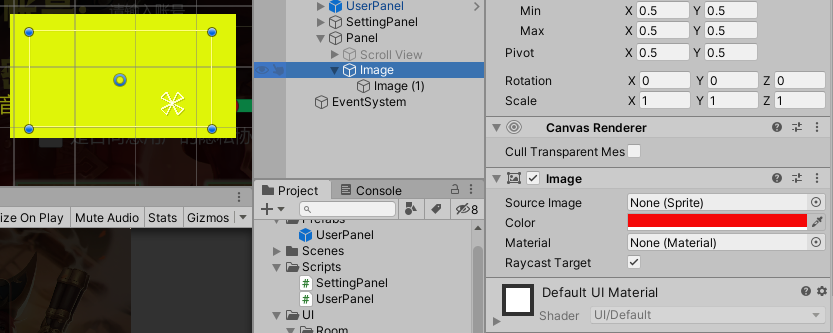 UserPanel
SettingPanel
Panel
Scroll View
Image
Image (1)
EventSystem
Project
Console
8
Prefabs
UserPanel
Scenes
Scripts
SettingPanel
UserPanel
UI
Room
ize On Play
Mute Audio
Stats
Gizmos
Min X 0.5 Y 0.5
Max X 0.5 Y 0.5
Pivot X 0.5 Y 0.5
Rotation X 0 Y 0 Z 0
Scale X 1 Y 1 Z 1
Canvas Renderer
Cull Transparent Mes
Image
Source Image None (Sprite)
Color
Material None (Material)
Raycast Target
Default UI Material
Shader UI/Default